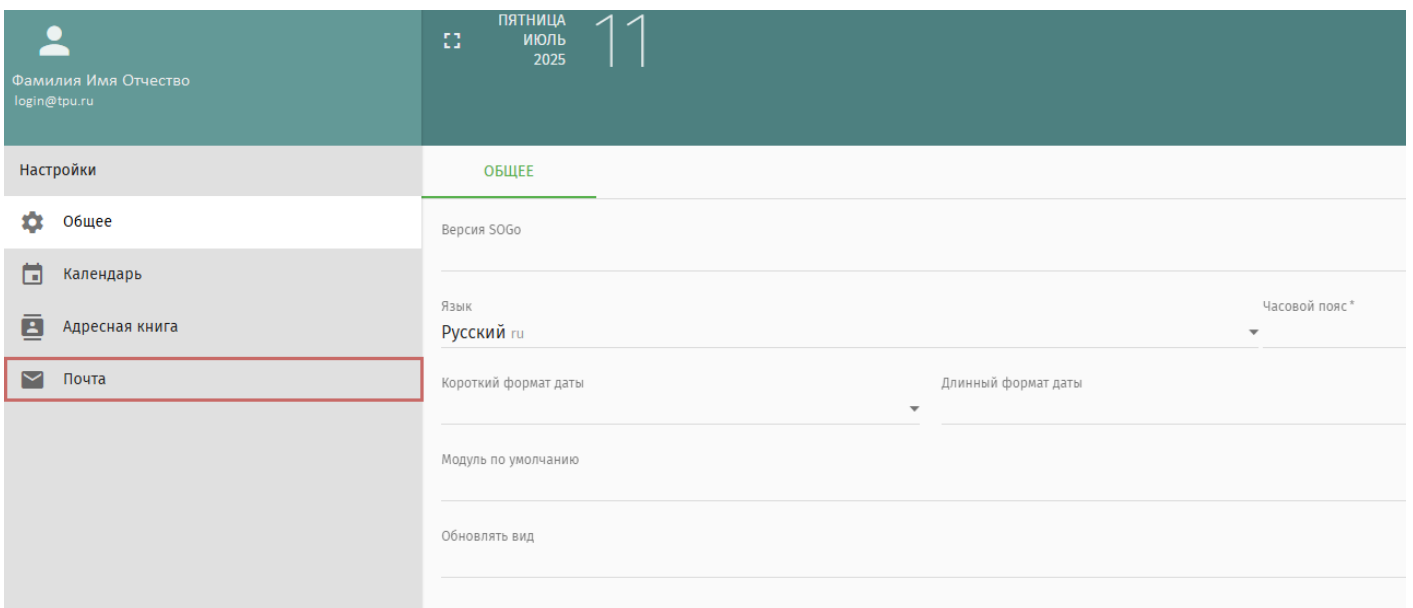 Фамилия Имя Отчество
login@tpu.ru
ПЯТНИЦА
ИЮЛЬ
2025
11
Настройки
Общее
Календарь
Адресная книга
Почта
ОБЩЕЕ
Версия SOGo
Язык
Русский ru
Часовой пояс *
Короткий формат даты
Длинный формат даты
Модуль по умолчанию
Обновлять вид